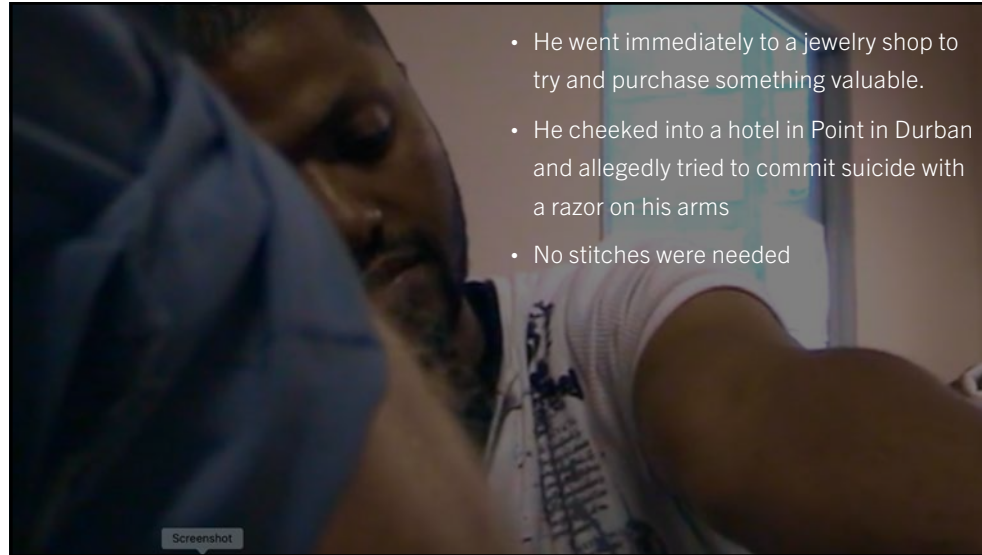 • He went immediately to a jewelry shop to
try and purchase something valuable.
• He cheeked into a hotel in Point in Durban
and allegedly tried to commit suicide with
a razor on his arms
• No stitches were needed
Screenshot